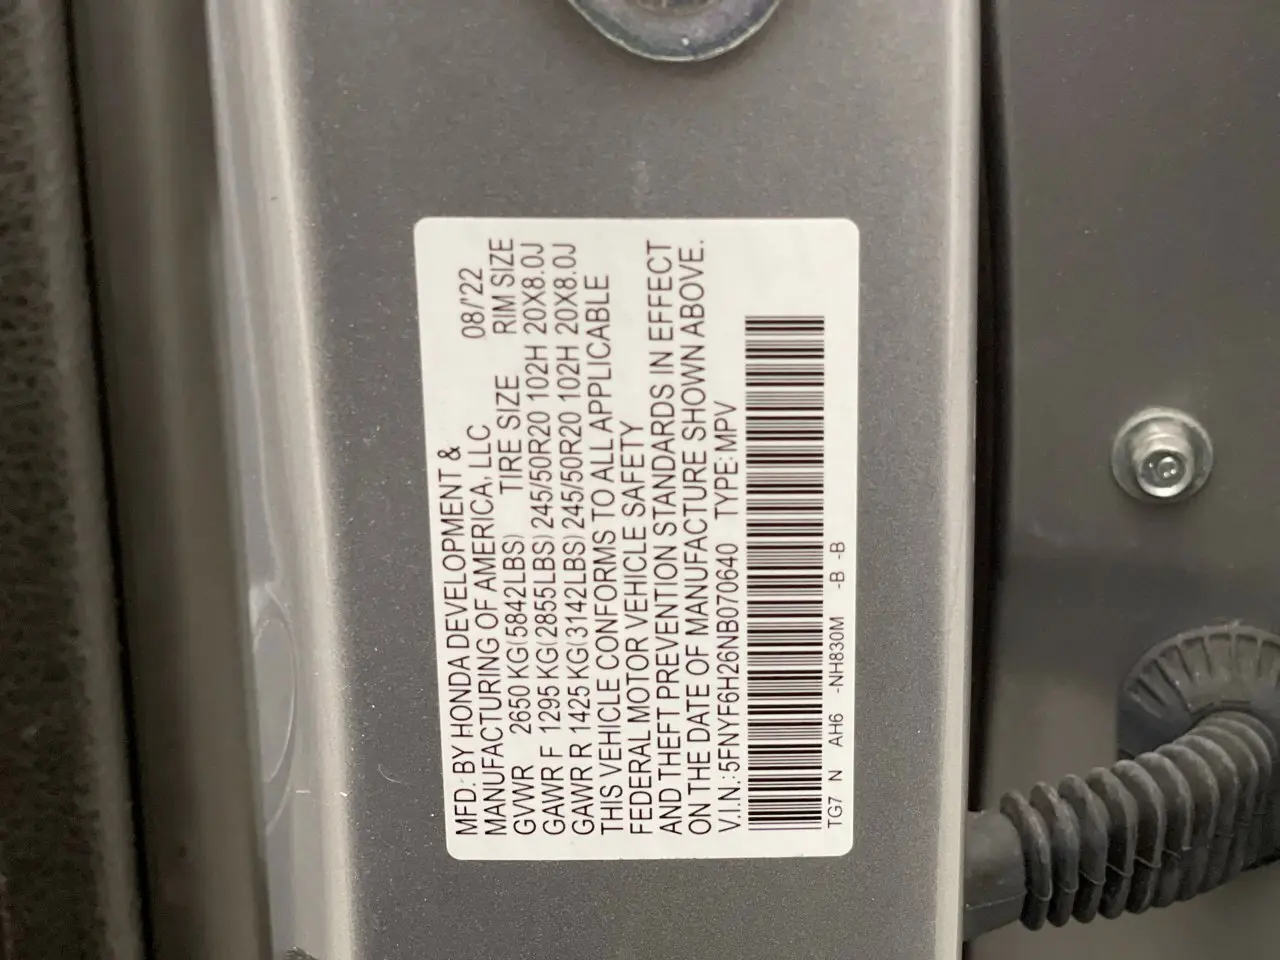 MFD. BY HONDA DEVELOPMENT &
MANUFACTURING OF AMERICA, LLC 08/'22
GVWR 2650 KG(5842LBS) TIRE SIZE RIM SIZE
GAWR F 1295 KG(2855LBS) 245/50R20 102H 20X8.0J
GAWR R 1425 KG(3142LBS) 245/50R20 102H 20X8.0J
THIS VEHICLE CONFORMS TO ALL APPLICABLE
FEDERAL MOTOR VEHICLE SAFETY
AND THEFT PREVENTION STANDARDS IN EFFECT
ON THE DATE OF MANUFACTURE SHOWN ABOVE.
V.I.N.: 5FNYF6H26NB070640 TYPE: MPV
TG7 N AH6 -NH830M -B -B